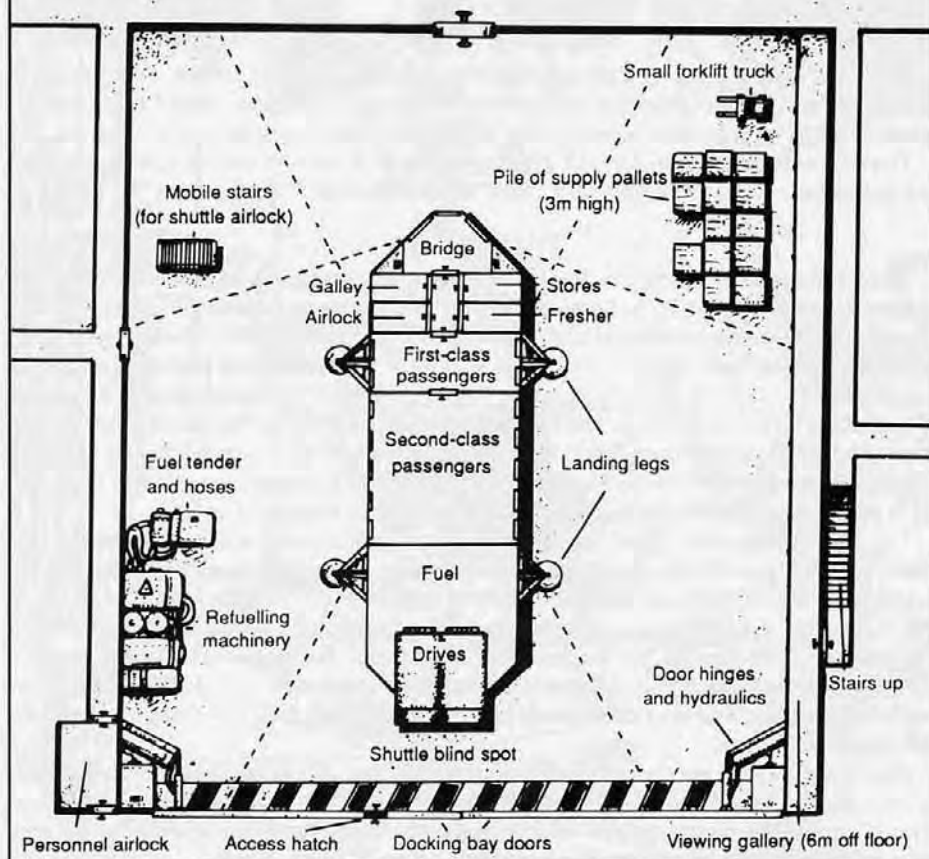 Small forklift truck
Pile of supply pallets
(3m high)
Mobile stairs
(for shuttle airlock)
Bridge
Galley
Stores
Airlock
Fresher
First-class
passengers
Second-class
passengers
Landing legs
Fuel tender
and hoses
Fuel
Refuelling
machinery
Drives
Door hinges
and hydraulics
Stairs up
Shuttle blind spot
Personnel airlock
Access hatch
Docking bay doors
Viewing gallery (6m off floor)